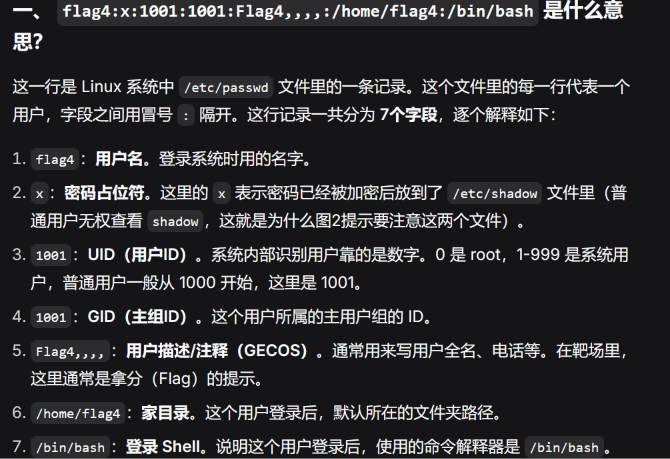 一、 flag4:x:1001:1001:Flag4,,,,:/home/flag4:/bin/bash 是什么意
思?
这一行是 Linux 系统中 /etc/passwd 文件里的一条记录。这个文件里的每一行代表一个
用户，字段之间用冒号 : 隔开。这行记录一共分为 7个字段，逐个解释如下：
1. flag4：用户名。登录系统时用的名字。
2. x：密码占位符。这里的 x 表示密码已经被加密后放到了 /etc/shadow 文件里（普
通用户无权查看 shadow，这就是为什么图2提示要注意这两个文件）。
3. 1001：UID（用户ID）。系统内部识别用户靠的是数字。0 是 root，1-999 是系统用
户，普通用户一般从 1000 开始，这里是 1001。
4. 1001：GID（主组ID）。这个用户所属的主用户组的 ID。
5. Flag4,,,,：用户描述/注释（GECOS）。通常用来写用户全名、电话等。在靶场里，
这里通常是拿分（Flag）的提示。
6. /home/flag4：家目录。这个用户登录后，默认所在的文件夹路径。
7. /bin/bash：登录 Shell。说明这个用户登录后，使用的命令解释器是 /bin/bash。